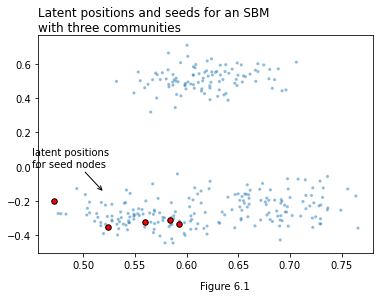 Latent positions and seeds for an SBM
with three communities
0.6
0.4
0.2
0.0
−0.2
−0.4
latent positions
for seed nodes
0.50 0.55 0.60 0.65 0.70 0.75
Figure 6.1